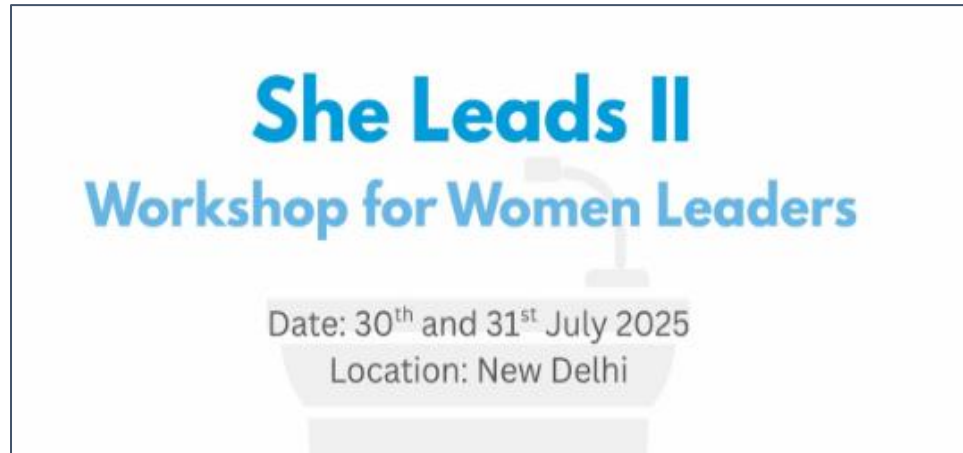 She Leads II
Workshop for Women Leaders
Date: 30th and 31st July 2025
Location: New Delhi